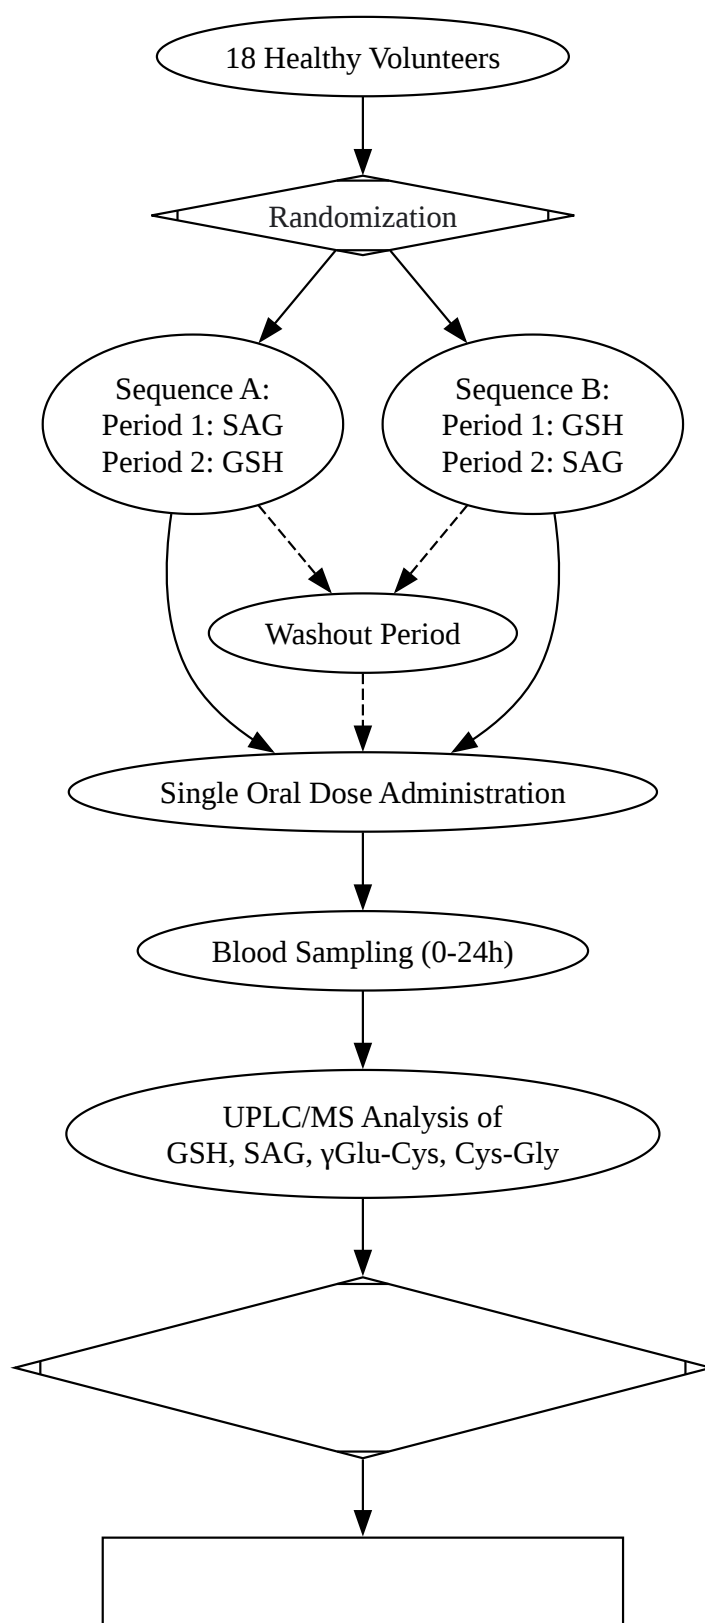 18 Healthy Volunteers
Randomization
Sequence A:
Period 1: SAG
Period 2: GSH
Sequence B:
Period 1: GSH
Period 2: SAG
Washout Period
Single Oral Dose Administration
Blood Sampling (0-24h)
UPLC/MS Analysis of
GSH, SAG, γGlu-Cys, Cys-Gly